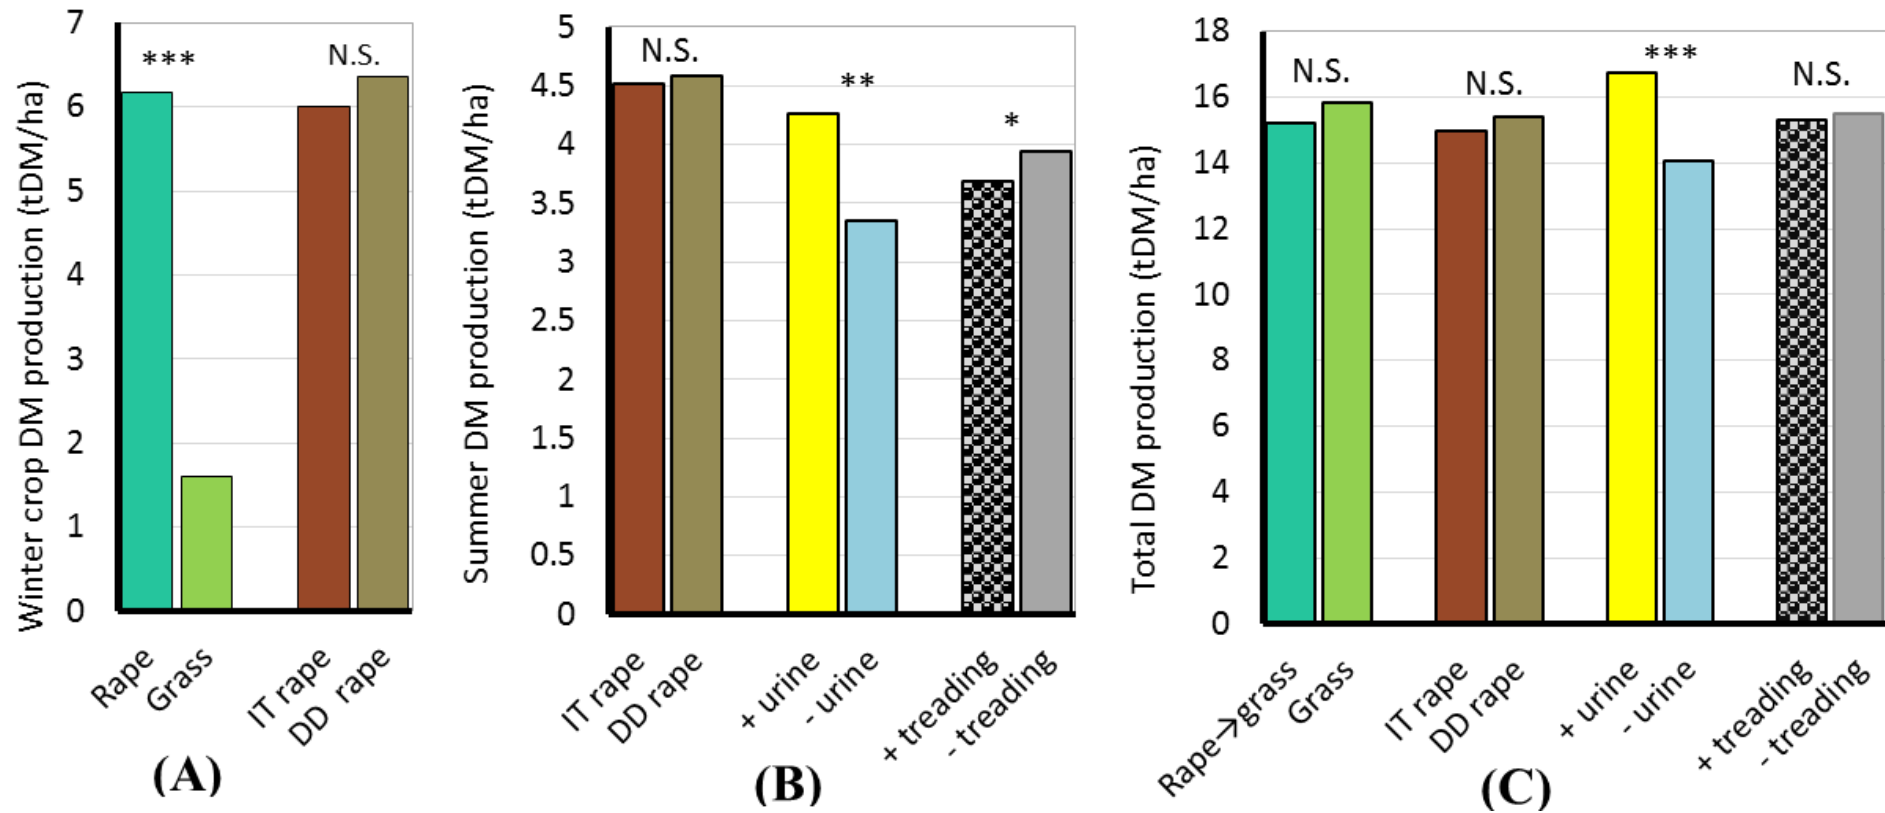 Winter crop DM production (tDM/ha)
7
6
5
4
3
2
1
0
***
N.S.
Rape
Grass
IT rape
DD rape
(A)
Summer DM production (tDM/ha)
5
4.5
4
3.5
3
2.5
2
1.5
1
0.5
0
N.S.
**
*
IT rape
DD rape
+ urine
- urine
+ treading
- treading
(B)
Total DM production (tDM/ha)
18
16
14
12
10
8
6
4
2
0
N.S.
N.S.
***
N.S.
Rape→grass
Grass
IT rape
DD rape
+ urine
- urine
+ treading
- treading
(C)